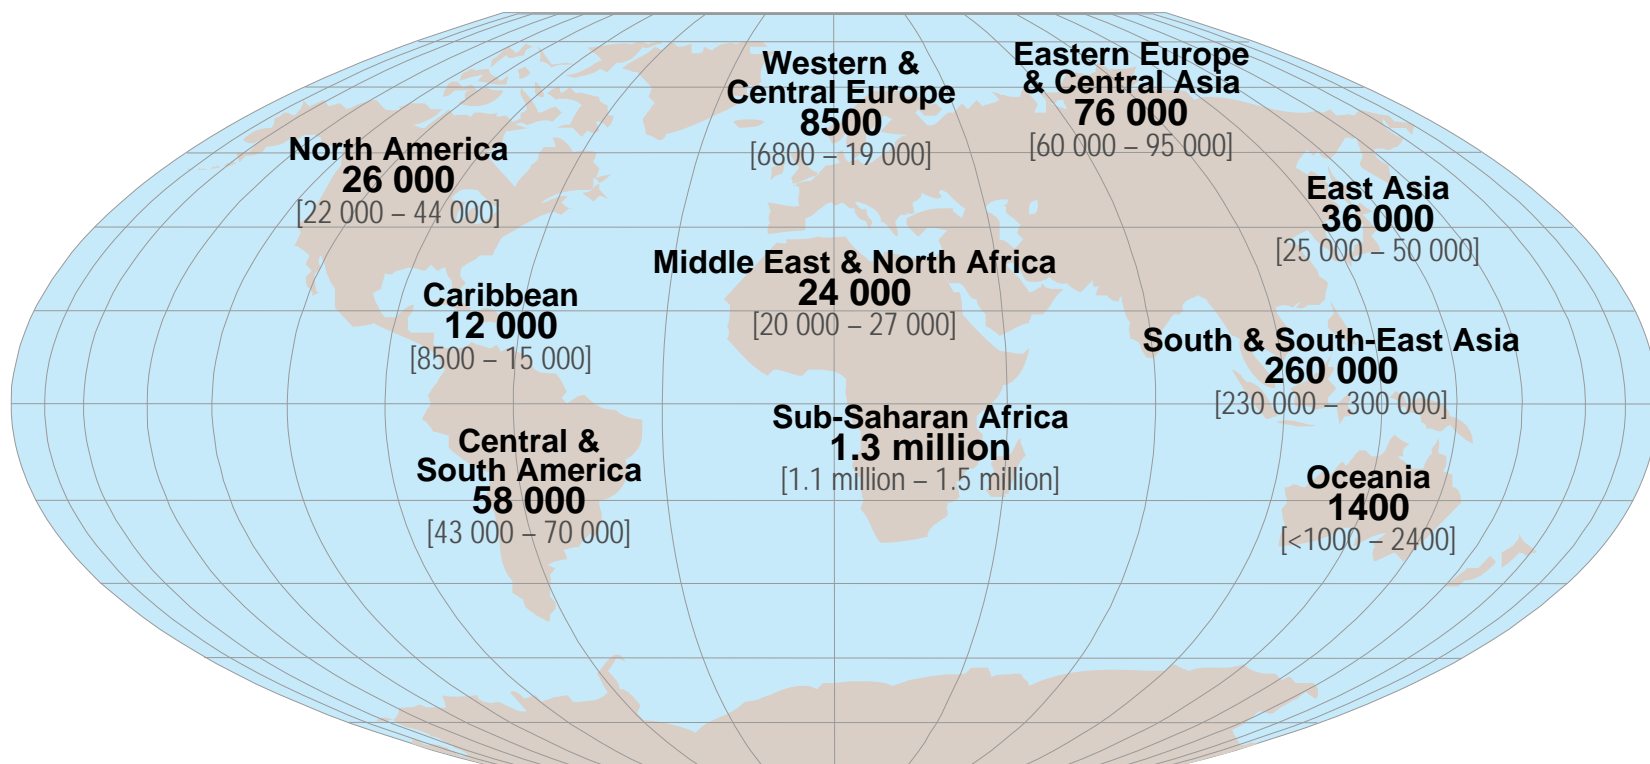 Western &
Central Europe
8500
[6800 – 19 000]
Eastern Europe
& Central Asia
76 000
[60 000 – 95 000]
North America
26 000
[22 000 – 44 000]
East Asia
36 000
[25 000 – 50 000]
Middle East & North Africa
24 000
[20 000 – 27 000]
Caribbean
12 000
[8500 – 15 000]
South & South-East Asia
260 000
[230 000 – 300 000]
Sub-Saharan Africa
1.3 million
[1.1 million – 1.5 million]
Central &
South America
58 000
[43 000 – 70 000]
Oceania
1400
[<1000 – 2400]